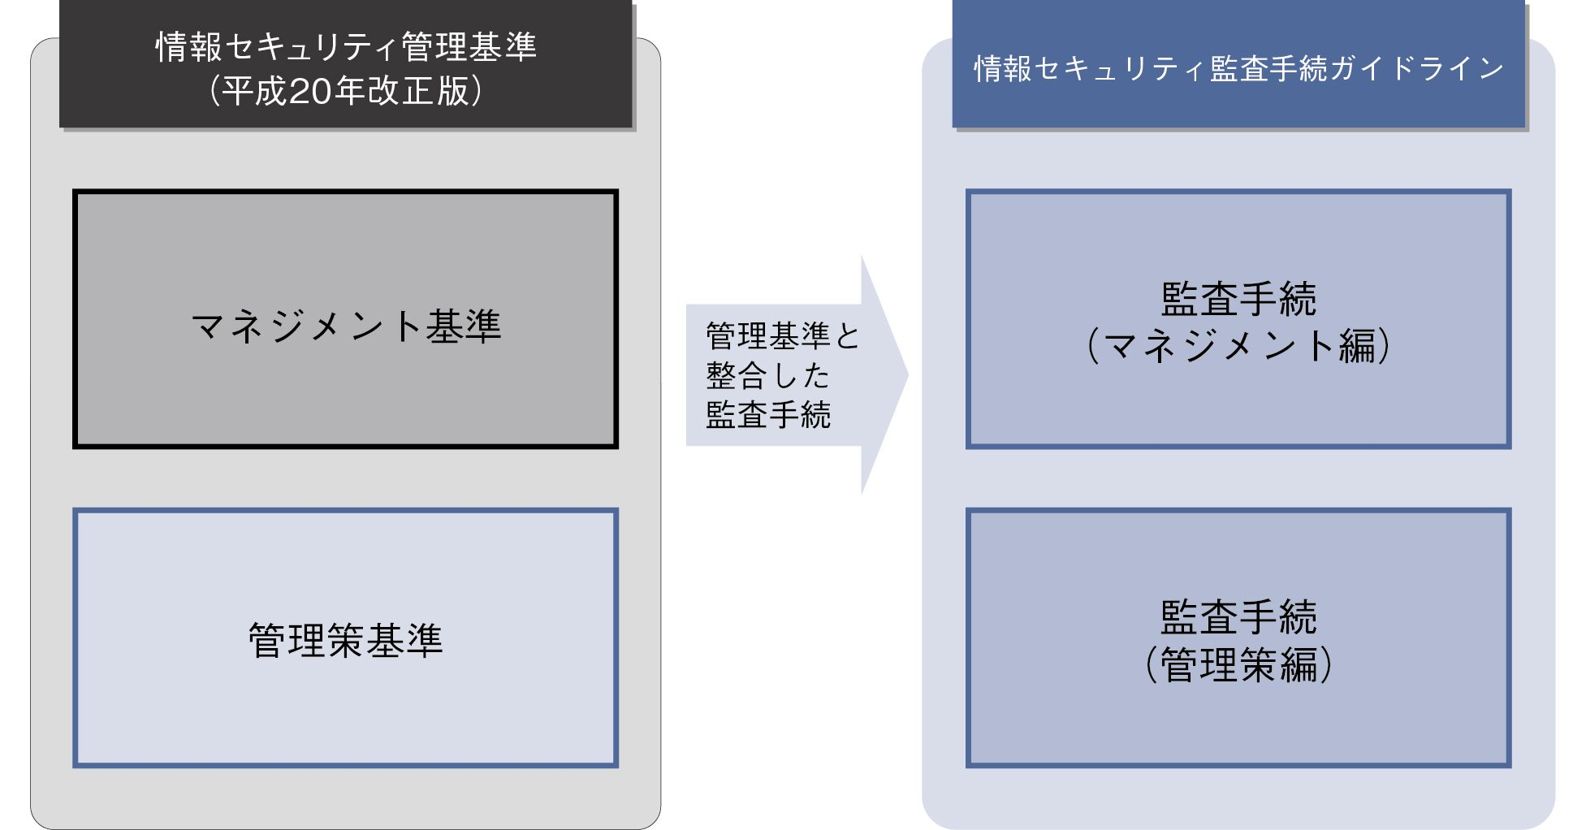 情報セキュリティ管理基準
（平成20年改正版）
マネジメント基準
管理策基準
管理基準と
整合した
監査手続
情報セキュリティ監査手続ガイドライン
監査手続
（マネジメント編）
監査手続
（管理策編）